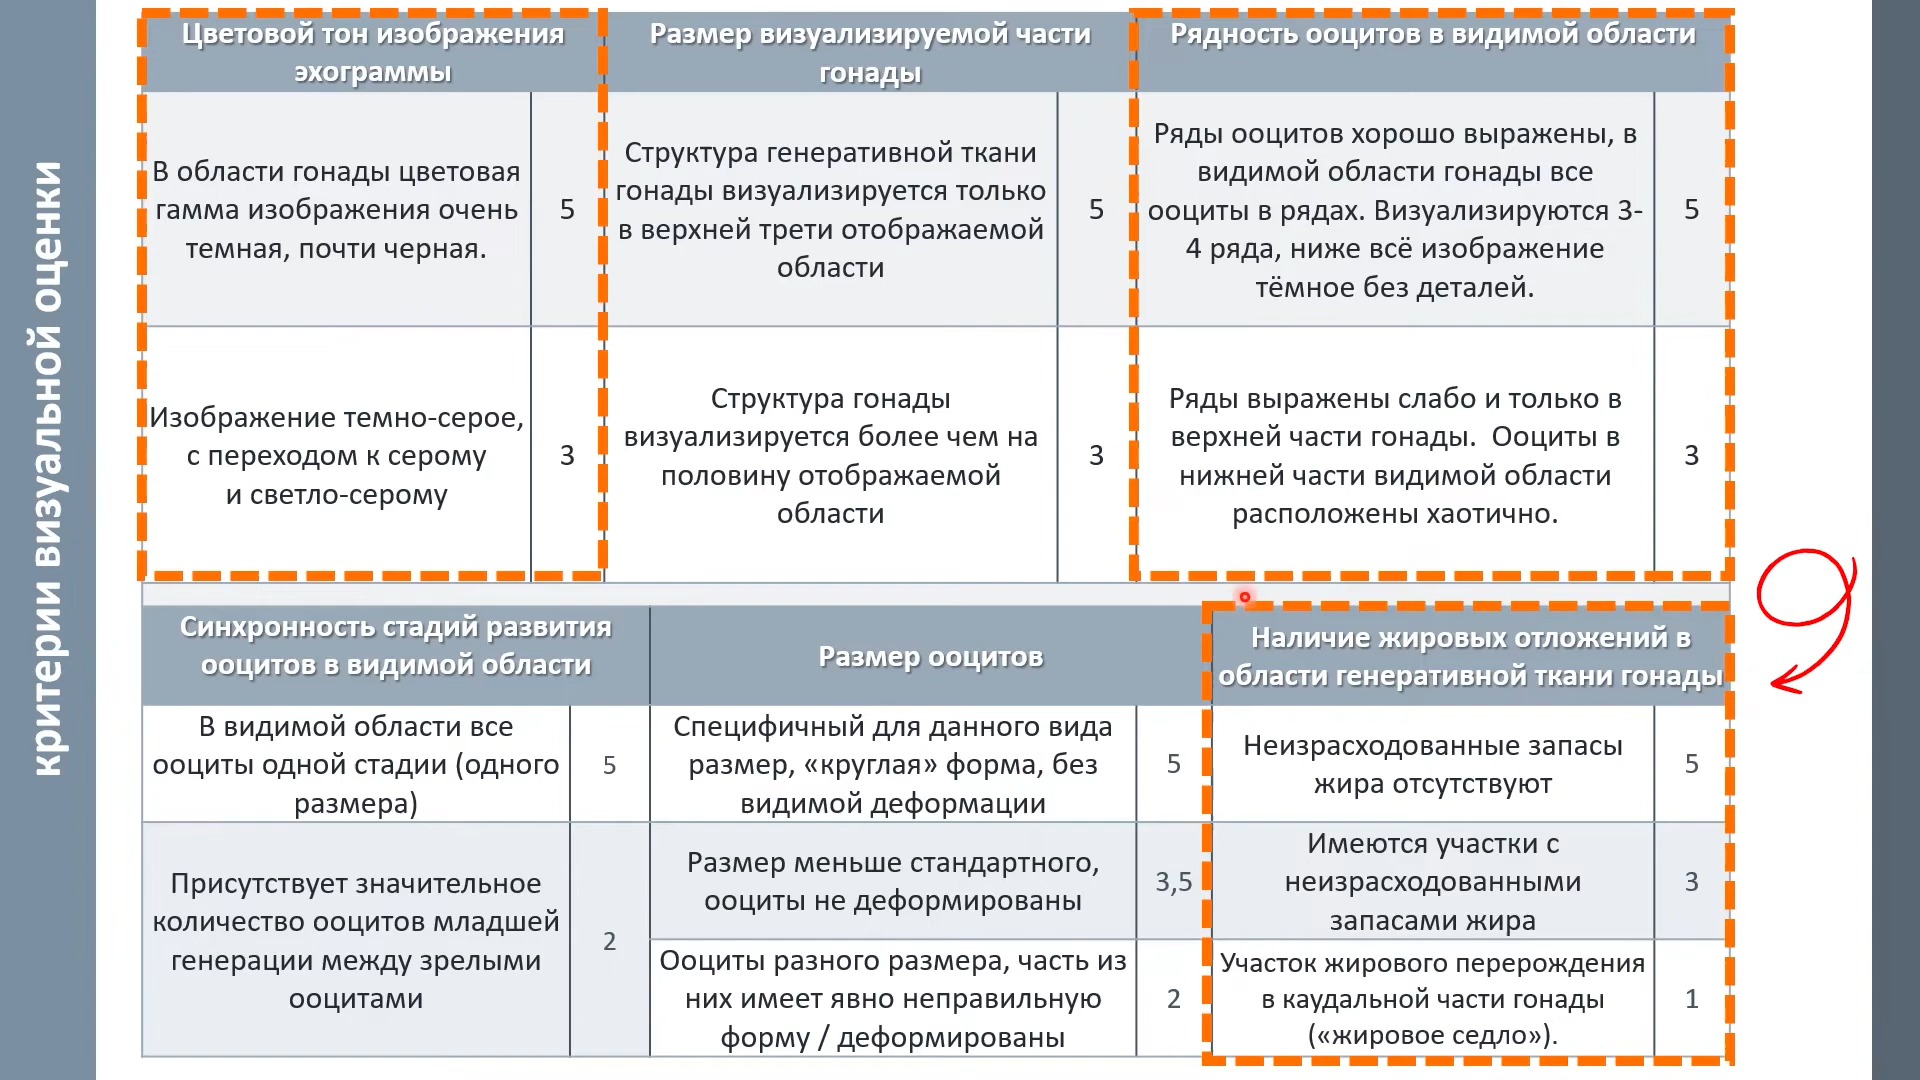 критерии визуальной оценки
Цветовой тон изображения
эхограммы
Размер визуализируемой части
гонады
Рядность ооцитов в видимой области
В области гонады цветовая
гамма изображения очень
темная, почти черная.
5
Структура генеративной ткани
гонады визуализируется только
в верхней трети отображаемой
области
5
Ряды ооцитов хорошо выражены, в
видимой области гонады все
ооциты в рядах. Визуализируются 3-
4 ряда, ниже всё изображение
тёмное без деталей.
5
Изображение темно-серое,
с переходом к серому
и светло-серому
3
Структура гонады
визуализируется более чем на
половину отображаемой
области
3
Ряды выражены слабо и только в
верхней части гонады. Ооциты в
нижней части видимой области
расположены хаотично.
3
Синхронность стадий развития
ооцитов в видимой области
Размер ооцитов
Наличие жировых отложений в
области генеративной ткани гонады
В видимой области все
ооциты одной стадии (одного
размера)
5
Специфичный для данного вида
размер, «круглая» форма, без
видимой деформации
5
Неизрасходованные запасы
жира отсутствуют
5
Присутствует значительное
количество ооцитов младшей
генерации между зрелыми
ооцитами
2
Размер меньше стандартного,
ооциты не деформированы
3,5
Имеются участки с
неизрасходованными
запасами жира
3
Ооциты разного размера, часть из
них имеет явно неправильную
форму / деформированы
2
Участок жирового перерождения
в каудальной части гонады
(«жировое седло»).
1